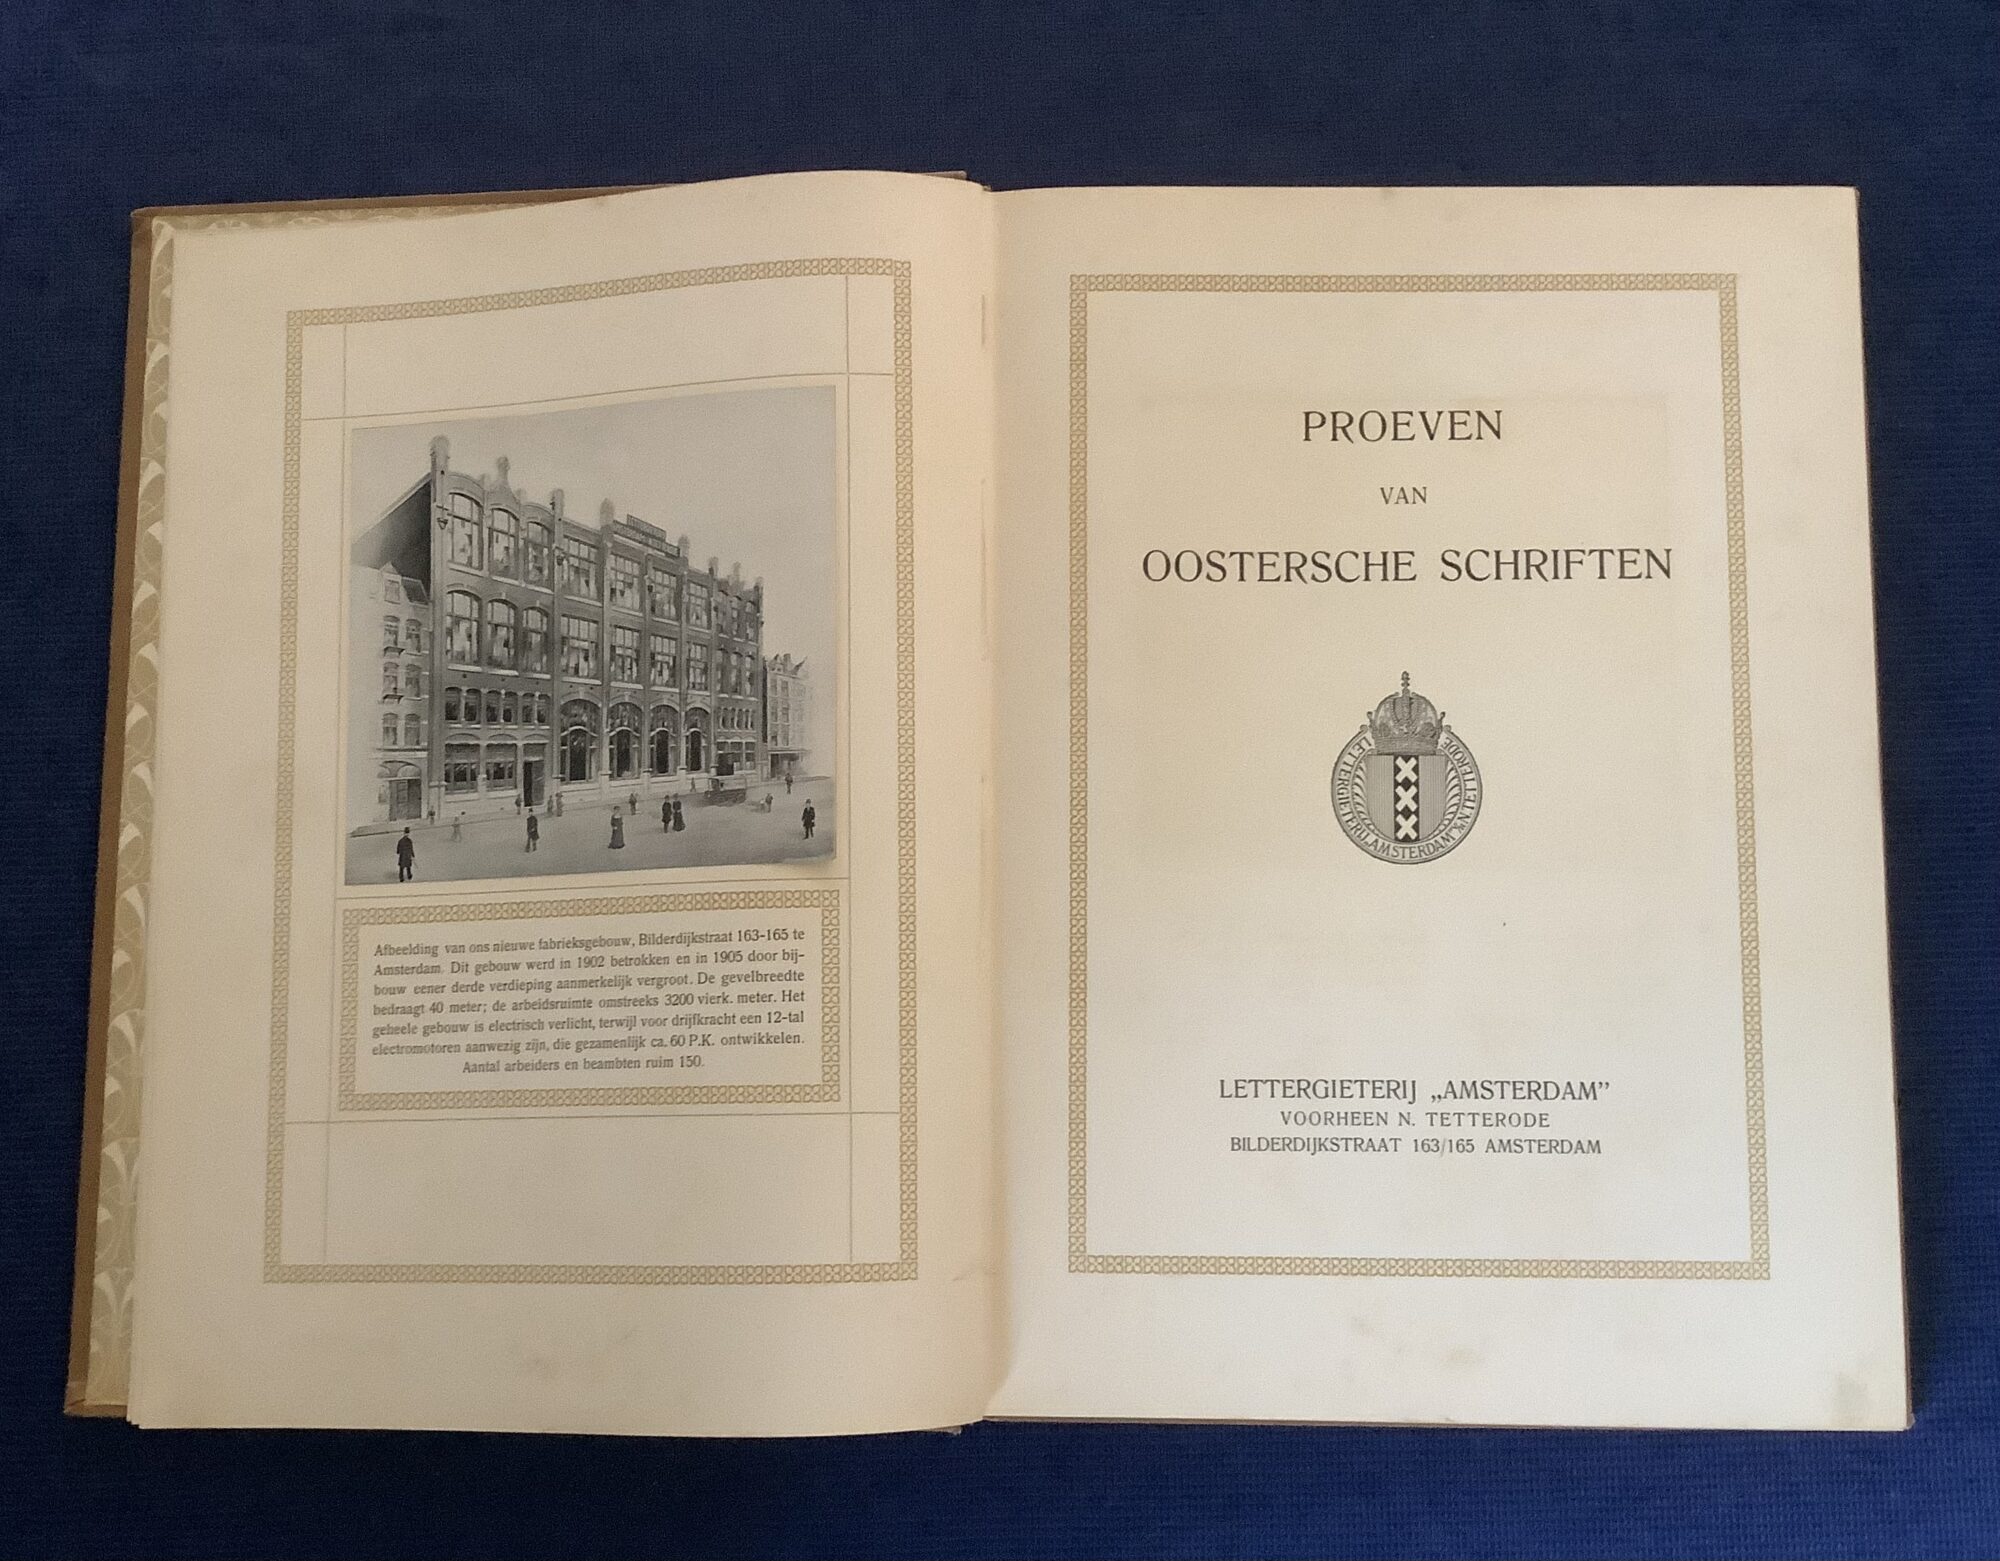 Afbeelding van ons nieuwe fabrieksgebouw, Bilderdijkstraat 163-165 te
Amsterdam. Dit gebouw werd in 1902 betrokken en in 1905 door bij-
bouw eener derde verdieping aanmerkelijk vergroot. De gevelbreedte
bedraagt 40 meter; de arbeidsruimte omstreeks 3200 vierk. meter. Het
geheele gebouw is electrisch verlicht, terwijl voor drijfkracht een 12-tal
electromotoren aanwezig zijn, die gezamenlijk ca. 60 P.K. ontwikkelen.
Aantal arbeiders en beambten ruim 150.
PROEVEN
VAN
OOSTERSCHE SCHRIFTEN
LETTERGIETERIJ „AMSTERDAM" V/H N. TETTERODE
LETTERGIETERIJ „AMSTERDAM”
VOORHEEN N. TETTERODE
BILDERDIJKSTRAAT 163/165 AMSTERDAM